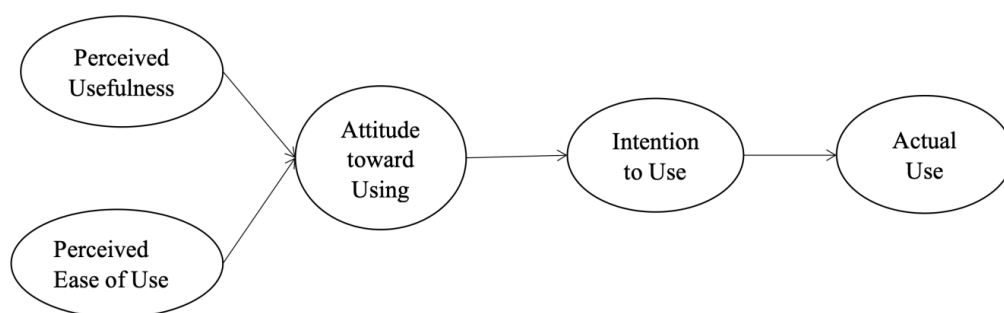 Perceived
Usefulness
Perceived
Ease of Use
Attitude
toward
Using
Intention
to Use
Actual
Use